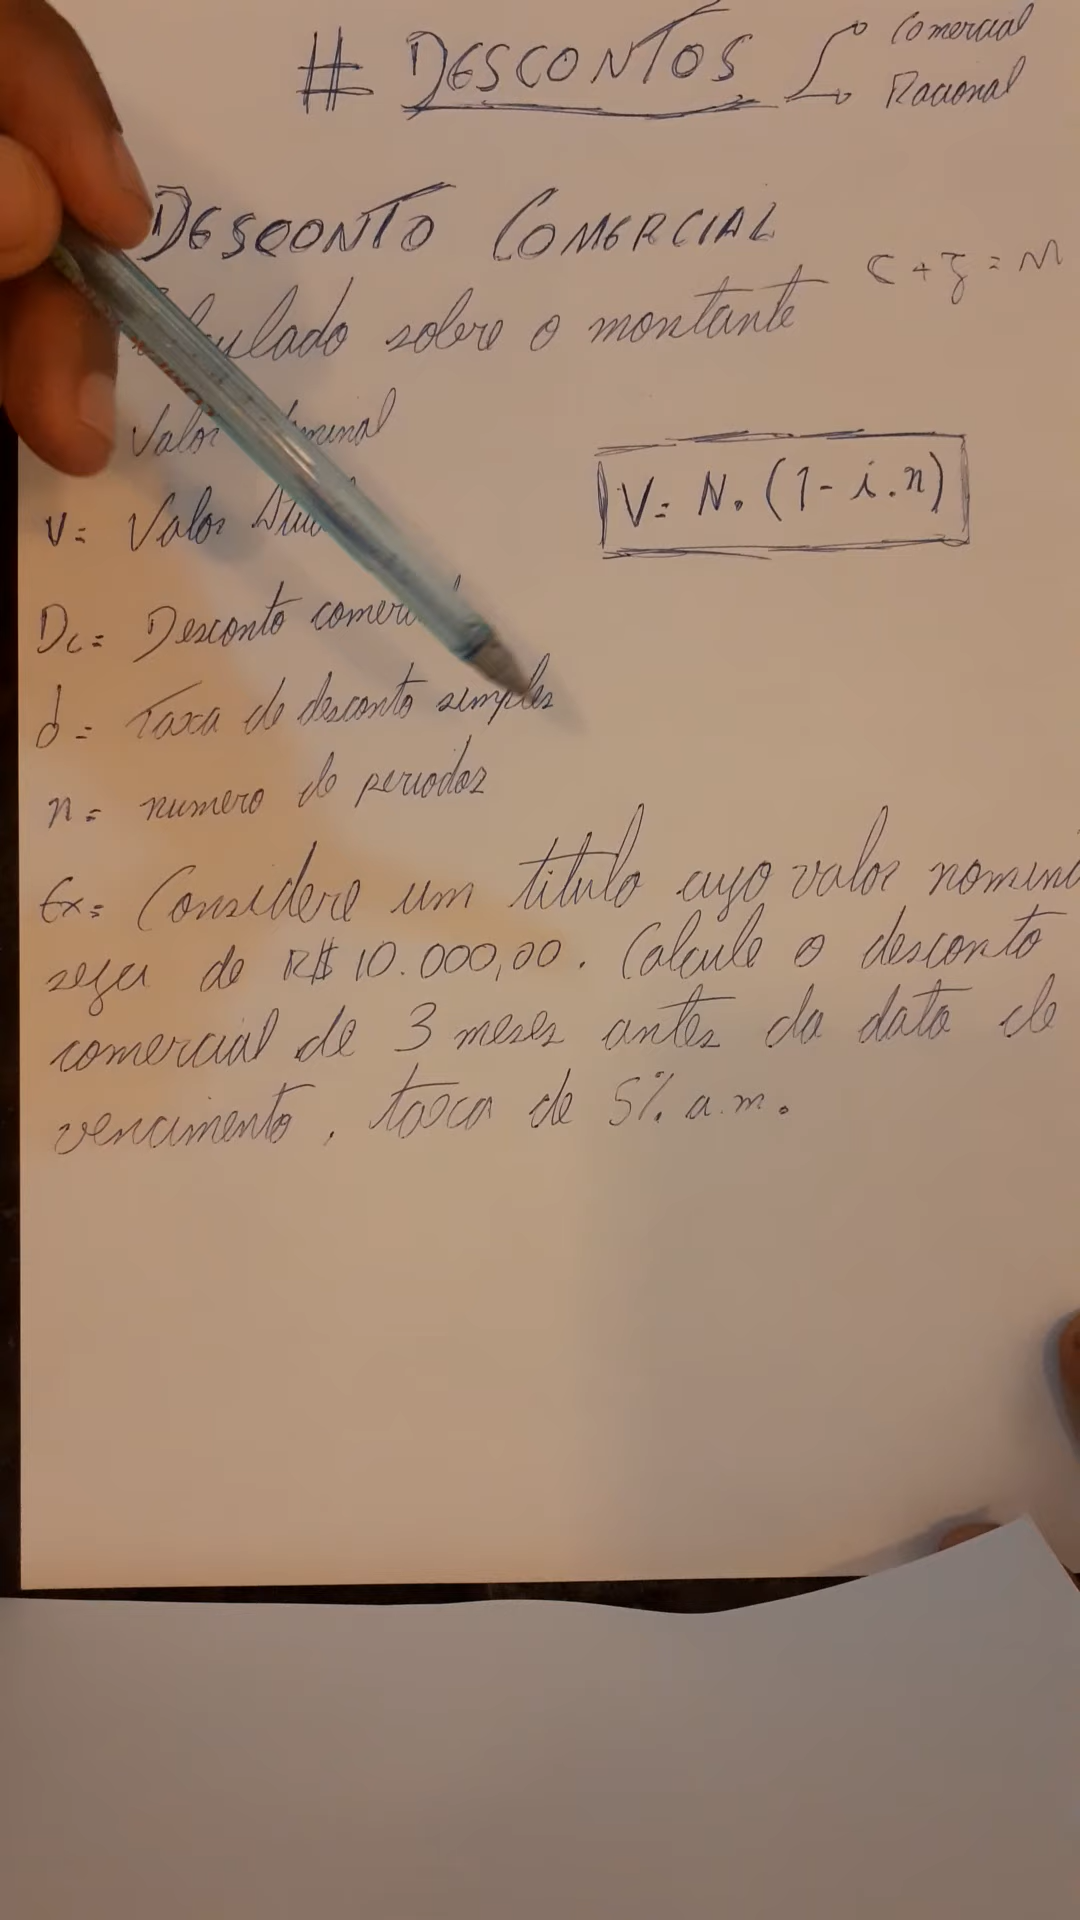 # DESCONTOS
Comercial
Racional
DESCONTO COMERCIAL
C + J = M
sobre o montante
Valor
V = Valor
V = N. (1 - i.n)
Dc = Desconto
d = Taxa de desconto simples
n = numero de periodos
Ex = Considere um titulo cujo valor
seja de R$ 10.000,00. Calcule o desconto
comercial de 3 meses antes da data de
vencimento, taxa de 5% a.m.